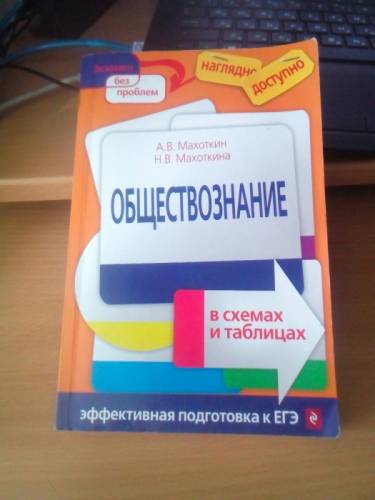 Экзамен
без
проблем
наглядно
доступно
А.В. Махоткин
Н.В. Махоткина
ОБЩЕСТВОЗНАНИЕ
в схемах
и таблицах
эффективная подготовка к ЕГЭ